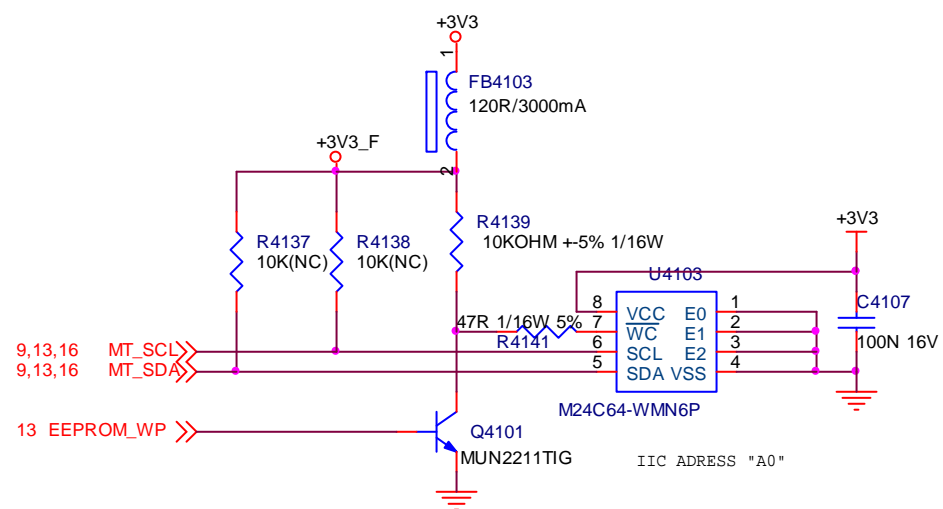 +3V3
1
FB4103
120R/3000mA
+3V3_F
2
R4137
10K(NC)
R4138
10K(NC)
R4139
10KOHM +-5% 1/16W
+3V3
U4103
C4107
100N 16V
47R 1/16W 5%
R4141
8 VCC E0 1
7 WC E1 2
6 SCL E2 3
5 SDA VSS 4
9,13,16 MT_SCL
9,13,16 MT_SDA
M24C64-WMN6P
13 EEPROM_WP
Q4101
MUN2211TIG
IIC ADRESS "A0"